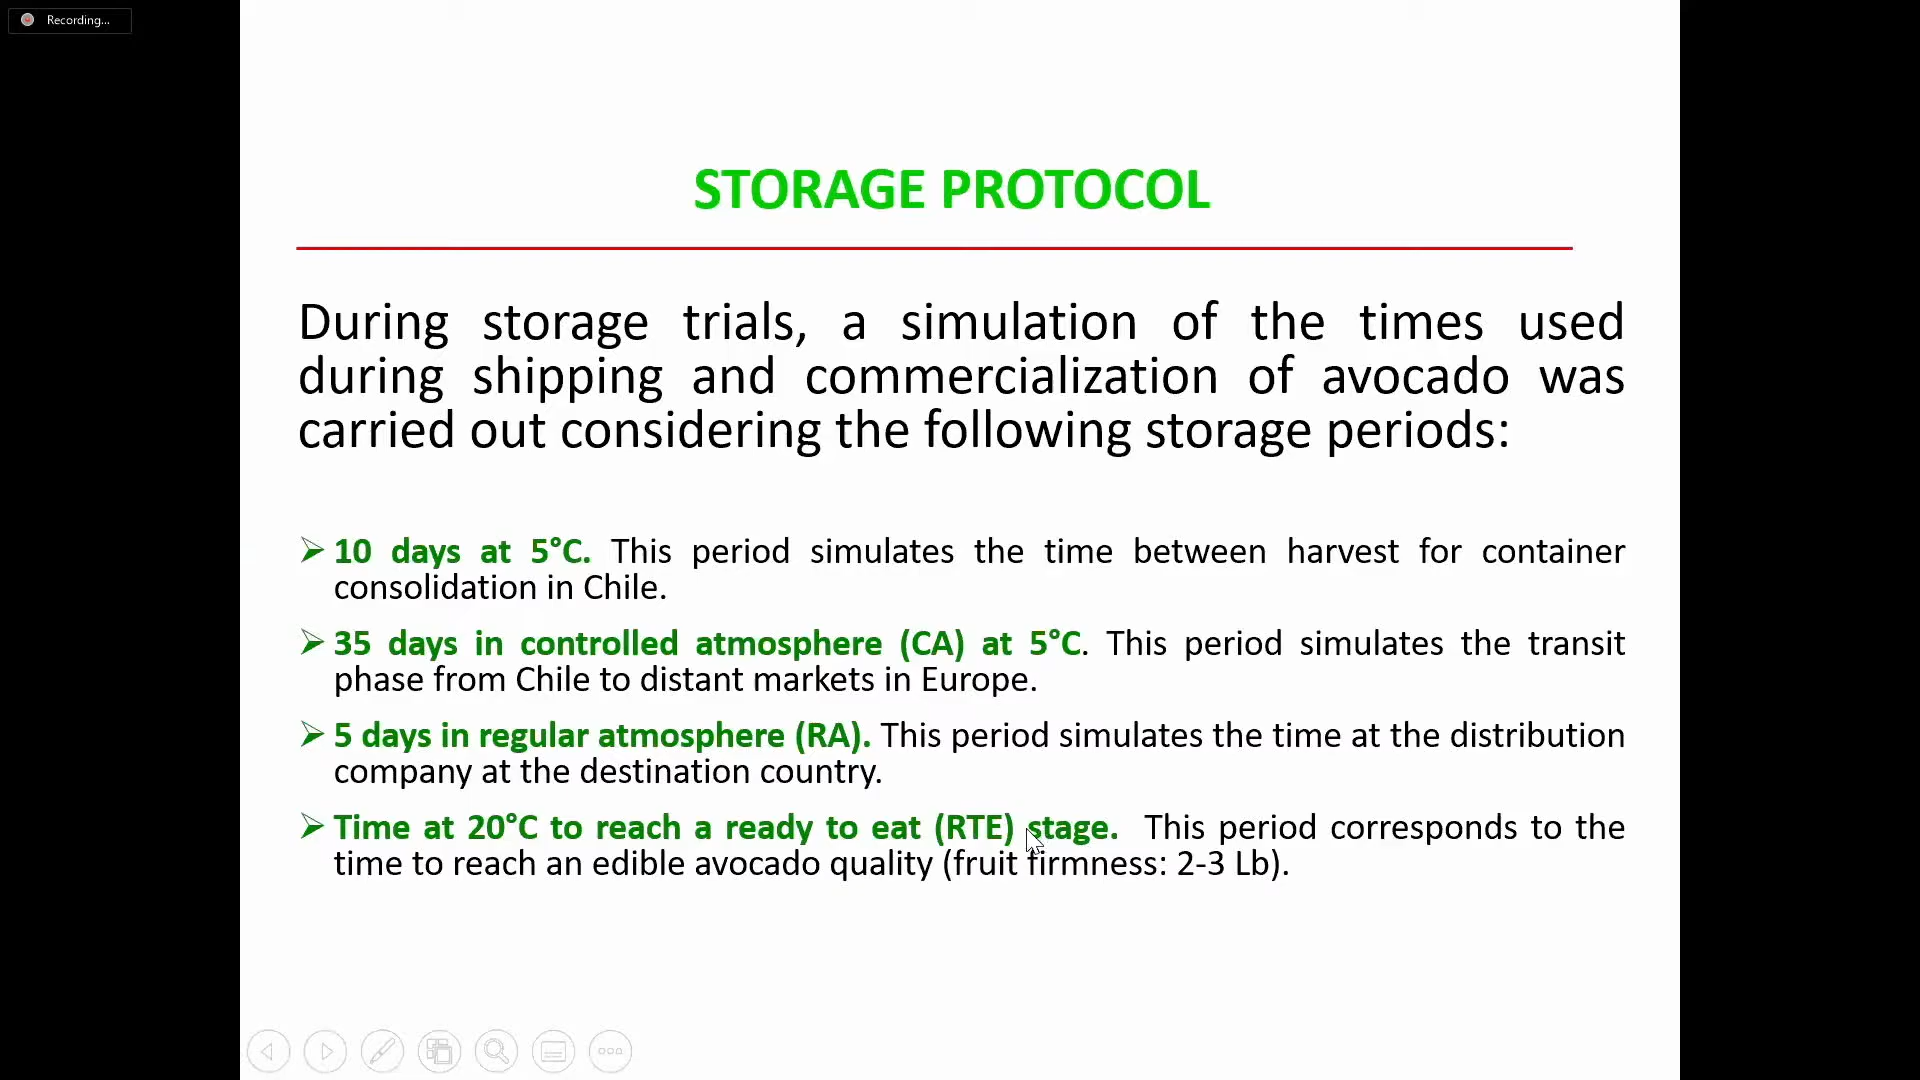 Recording...
STORAGE PROTOCOL
During storage trials, a simulation of the times used
during shipping and commercialization of avocado was
carried out considering the following storage periods:
➢ 10 days at 5°C. This period simulates the time between harvest for container
consolidation in Chile.
➢ 35 days in controlled atmosphere (CA) at 5°C. This period simulates the transit
phase from Chile to distant markets in Europe.
➢ 5 days in regular atmosphere (RA). This period simulates the time at the distribution
company at the destination country.
➢ Time at 20°C to reach a ready to eat (RTE) stage. This period corresponds to the
time to reach an edible avocado quality (fruit firmness: 2-3 Lb).